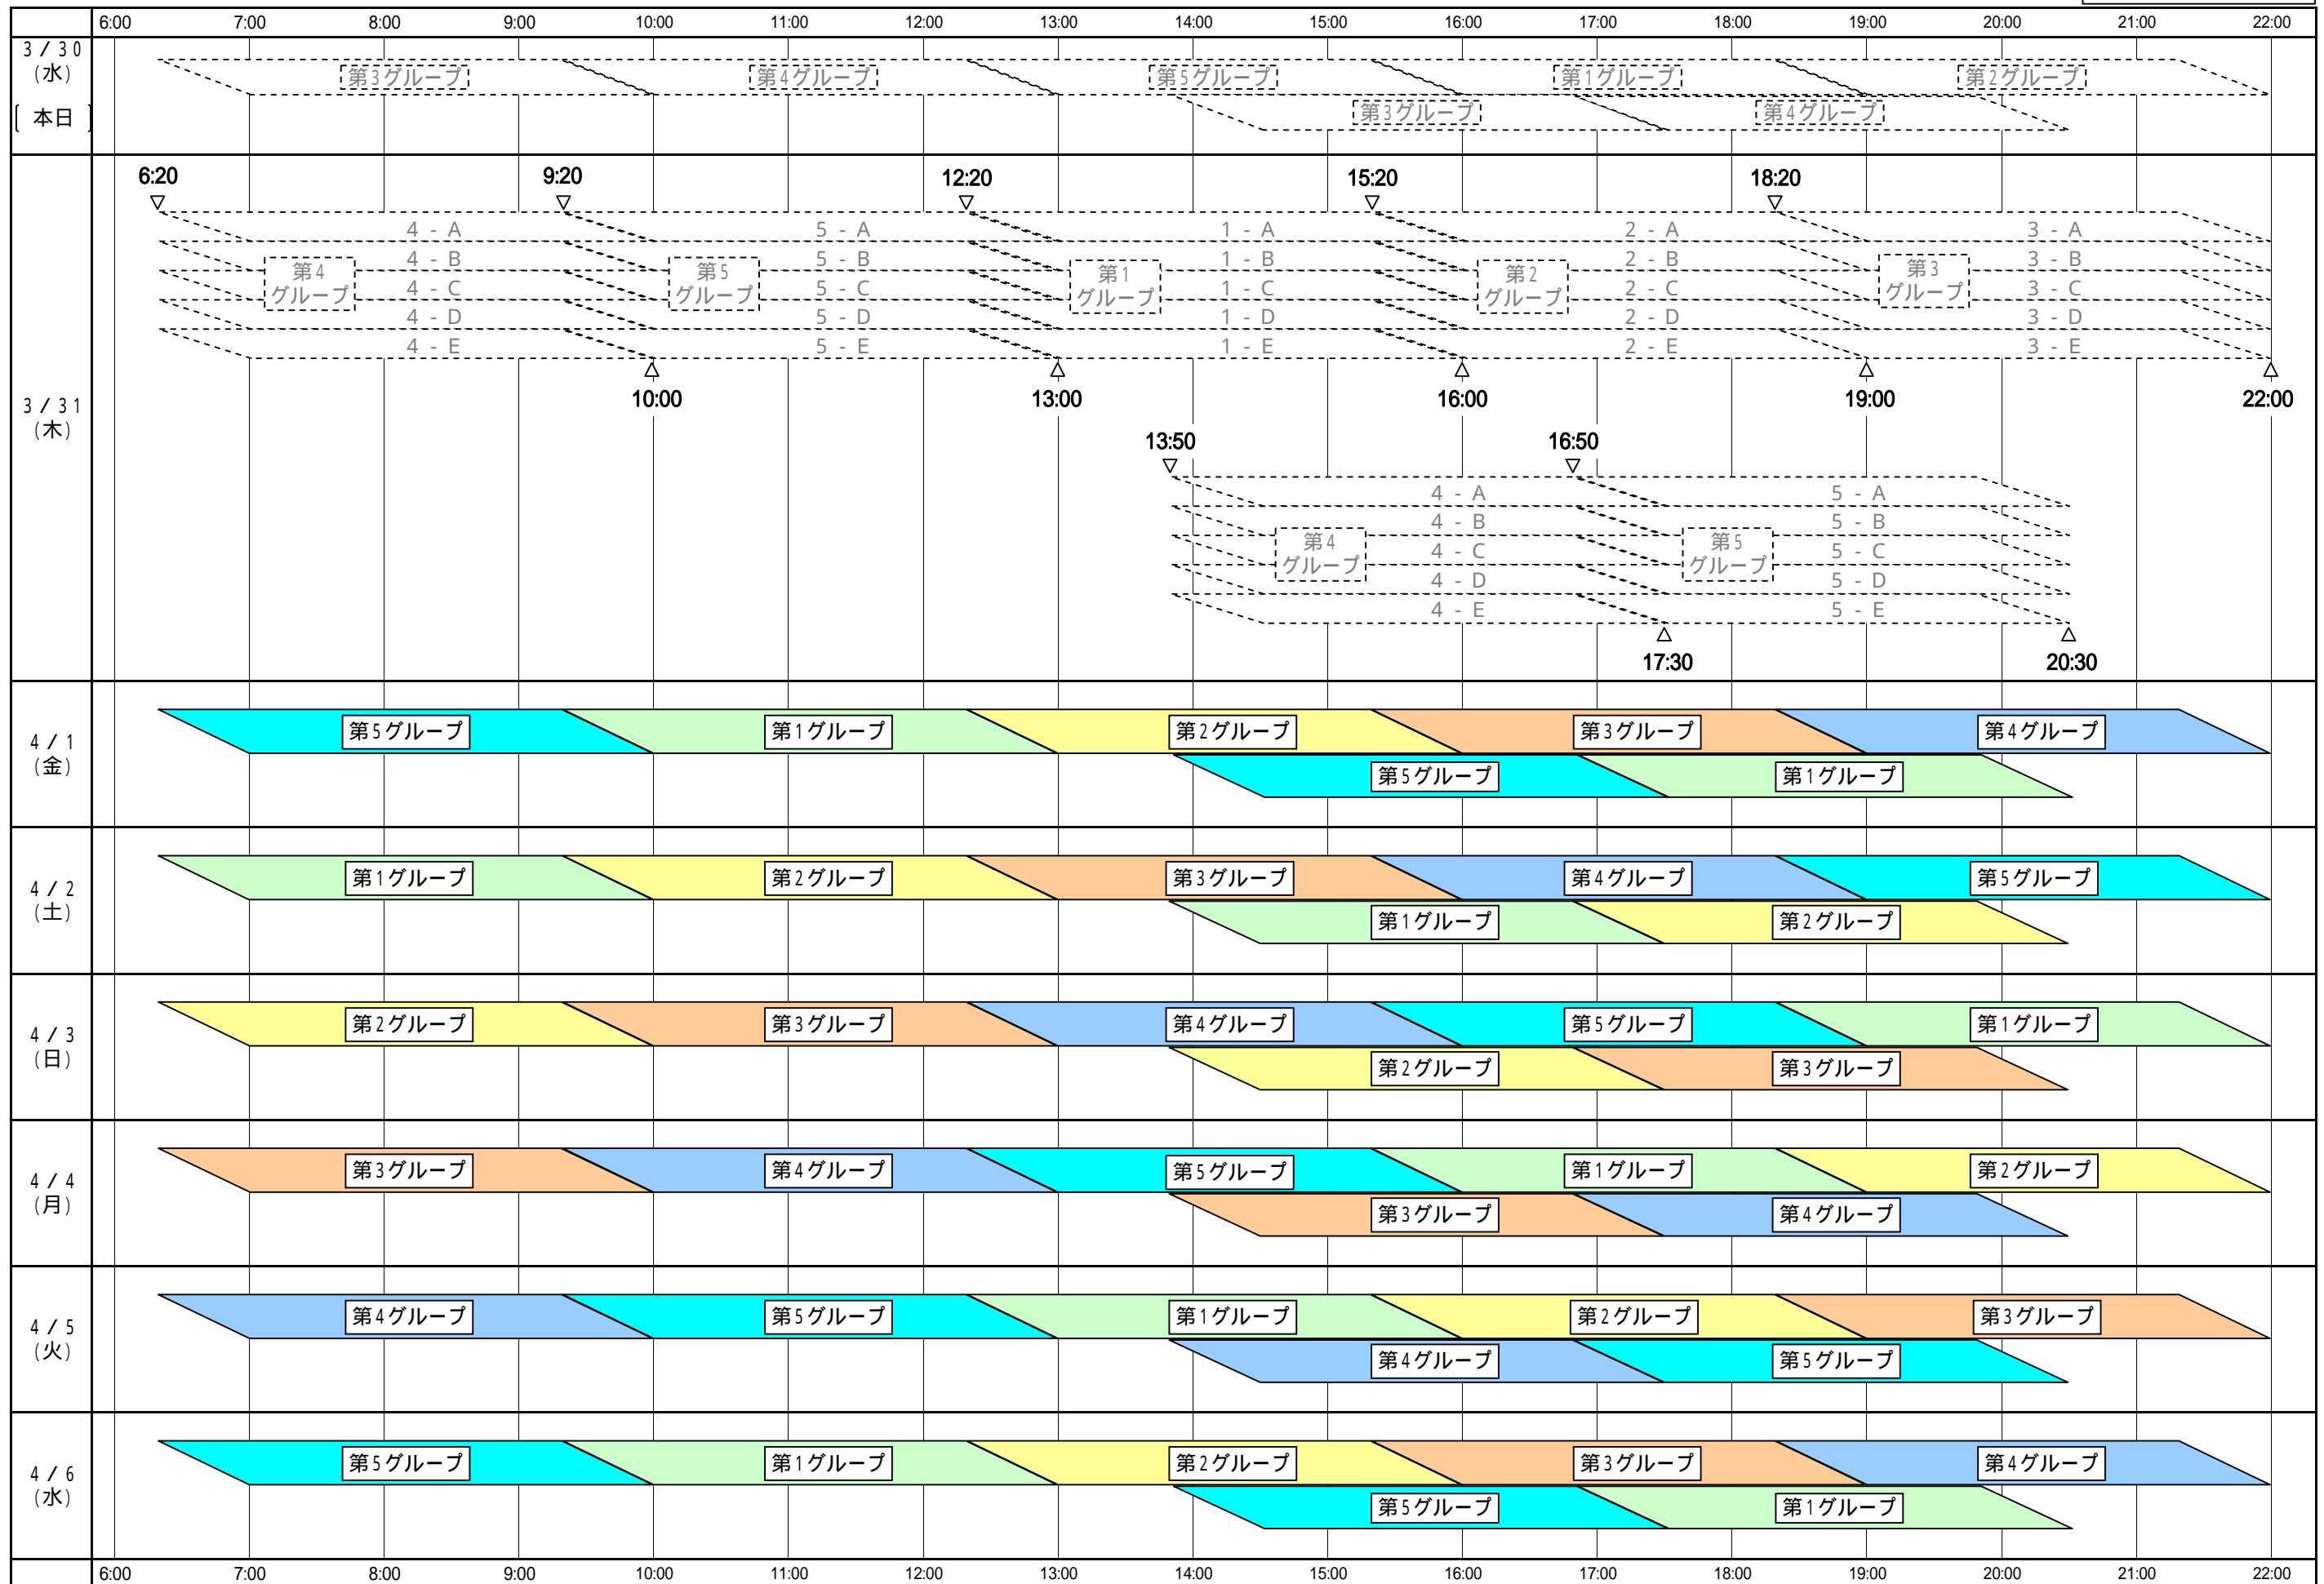 6:00 7:00 8:00 9:00 10:00 11:00 12:00 13:00 14:00 15:00 16:00 17:00 18:00 19:00 20:00 21:00 22:00
3/30
(水)
[本日]
第3グループ 第4グループ 第5グループ 第1グループ 第2グループ
第3グループ 第4グループ
3/31
(木)
6:20 9:20 12:20 15:20 18:20
4-A 5-A 1-A 2-A 3-A
4-B 5-B 1-B 2-B 3-B
第4 第5 第1 第2 第3
グループ グループ グループ グループ グループ
4-C 5-C 1-C 2-C 3-C
4-D 5-D 1-D 2-D 3-D
4-E 5-E 1-E 2-E 3-E
10:00 13:00 16:00 19:00 22:00
13:50 16:50
4-A 5-A
4-B 5-B
第4 第5
グループ グループ
4-C 5-C
4-D 5-D
4-E 5-E
17:30 20:30
4/1
(金)
第5グループ 第1グループ 第2グループ 第3グループ 第4グループ
第5グループ 第1グループ
4/2
(土)
第1グループ 第2グループ 第3グループ 第4グループ 第5グループ
第1グループ 第2グループ
4/3
(日)
第2グループ 第3グループ 第4グループ 第5グループ 第1グループ
第2グループ 第3グループ
4/4
(月)
第3グループ 第4グループ 第5グループ 第1グループ 第2グループ
第3グループ 第4グループ
4/5
(火)
第4グループ 第5グループ 第1グループ 第2グループ 第3グループ
第4グループ 第5グループ
4/6
(水)
第5グループ 第1グループ 第2グループ 第3グループ 第4グループ
第5グループ 第1グループ
6:00 7:00 8:00 9:00 10:00 11:00 12:00 13:00 14:00 15:00 16:00 17:00 18:00 19:00 20:00 21:00 22:00